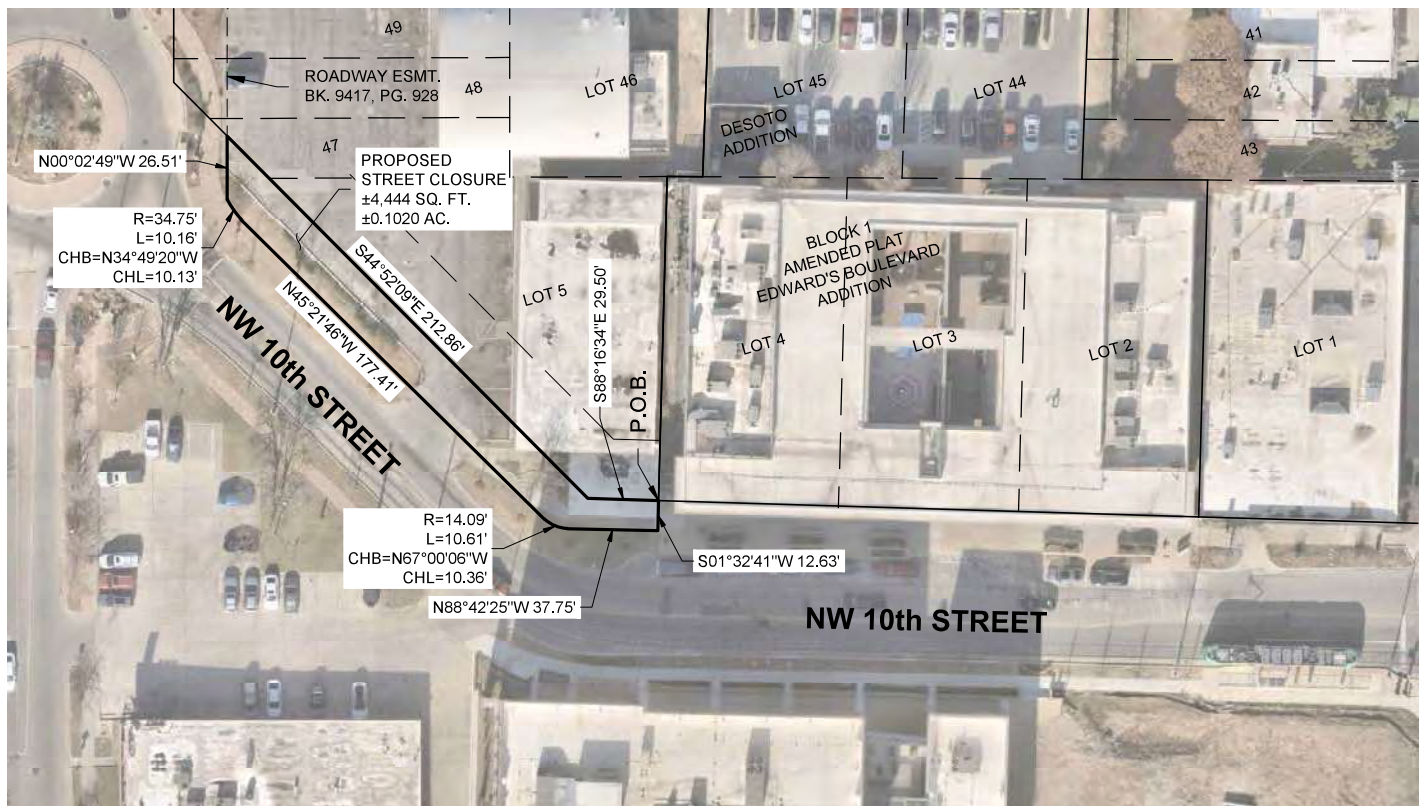 49
ROADWAY ESMT.
BK. 9417, PG. 928
48
LOT 46
LOT 45
LOT 44
41
42
43
DESOTO
ADDITION
47
N00°02'49"W 26.51'
PROPOSED
STREET CLOSURE
±4,444 SQ. FT.
±0.1020 AC.
R=34.75'
L=10.16'
CHB=N34°49'20"W
CHL=10.13'
S44°52'09"E 212.86'
N45°21'46"W 177.41'
NW 10th STREET
LOT 5
S88°16'34"E 29.50'
P.O.B.
BLOCK 1
AMENDED PLAT
EDWARD'S BOULEVARD
ADDITION
LOT 4
LOT 3
LOT 2
LOT 1
R=14.09'
L=10.61'
CHB=N67°00'06"W
CHL=10.36'
S01°32'41"W 12.63'
N88°42'25"W 37.75'
NW 10th STREET